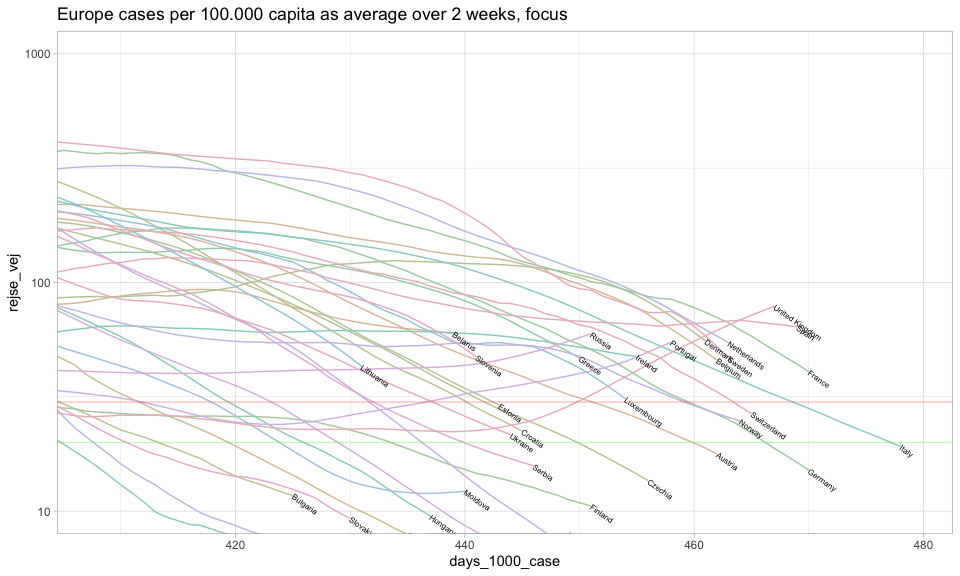 Europe cases per 100.000 capita as average over 2 weeks, focus
1000
100
10
rejse_vej
United Kingdom
Spain
Russia
Belarus
Portugal
Denmark
Netherlands
Sweden
Belgium
Ireland
Greece
Slovenia
Lithuania
France
Luxembourg
Estonia
Switzerland
Norway
Croatia
Ukraine
Italy
Austria
Serbia
Germany
Czechia
Moldova
Bulgaria
Finland
Slovaki
Hungar
420
440
460
480
days_1000_case